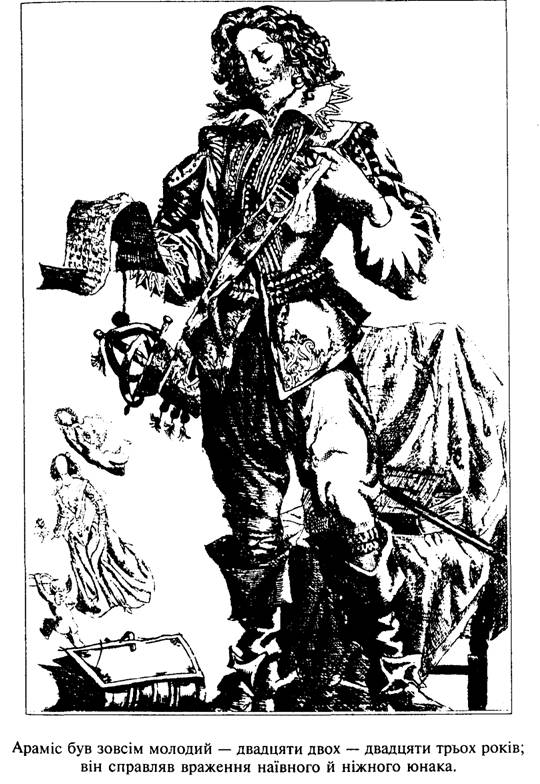 Араміс був зовсім молодий — двадцяти двох — двадцяти трьох років;
він справляв враження наївного й ніжного юнака.